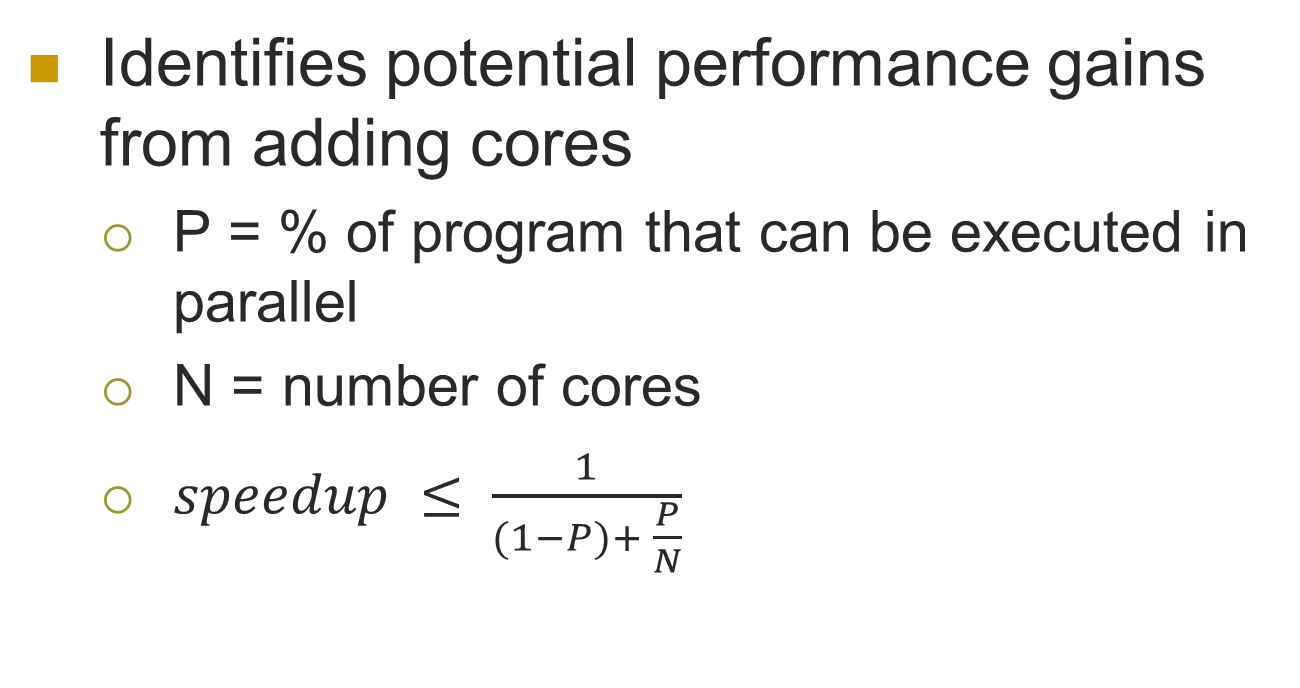 Identifies potential performance gains
from adding cores
P = % of program that can be executed in
parallel
N = number of cores
speedup ≤ 1 / ((1−P)+ P/N)